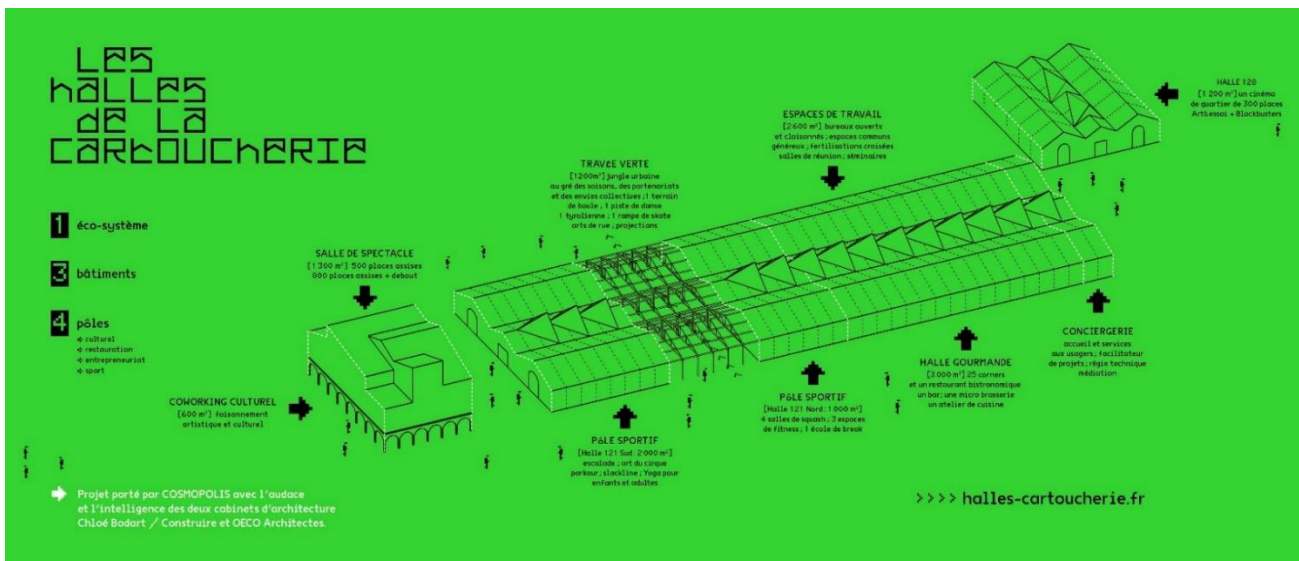 Les
halles
de la
cartoucherie
1 éco-système
3 bâtiments
4 pôles
culturel
restauration
entrepreneuriat
sport
SALLE DE SPECTACLE
[1 300 m²] 500 places assises
800 places assises + debout
COWORKING CULTUREL
[600 m²] foisonnement
artistique et culturel
TRAVÉE VERTE
[1200m²] jungle urbaine
au gré des saisons, des partenariats
et des envies collectives ; 1 terrain
de boule ; 1 piste de danse
1 tyrolienne ; 1 rampe de skate
arts de rue ; projections
ESPACES DE TRAVAIL
[2600 m²] bureaux ouverts
et cloisonnés ; espaces communs
généreux ; fertilisations croisées
salles de réunion ; séminaires
HALLE 120
[1 200 m²] un cinéma
de quartier de 300 places
Art&essai + Blockbusters
PÔLE SPORTIF
[Halle 121 Sud : 2 000 m²]
escalade ; art du cirque
parkour ; slackline ; Yoga pour
enfants et adultes
PÔLE SPORTIF
[Halle 121 Nord : 1 000 m²]
4 salles de squash ; 3 espaces
de fitness ; 1 école de break
HALLE GOURMANDE
[3 000 m²] 25 corners
et un restaurant bistronomique
un bar ; une micro brasserie
un atelier de cuisine
CONCIERGERIE
accueil et services
aux usagers ; facilitateur
de projets ; régie technique
médiation
Projet porté par COSMOPOLIS avec l'audace
et l'intelligence des deux cabinets d'architecture
Chloé Bodart / Construire et OECO Architectes.
>>>> halles-cartoucherie.fr